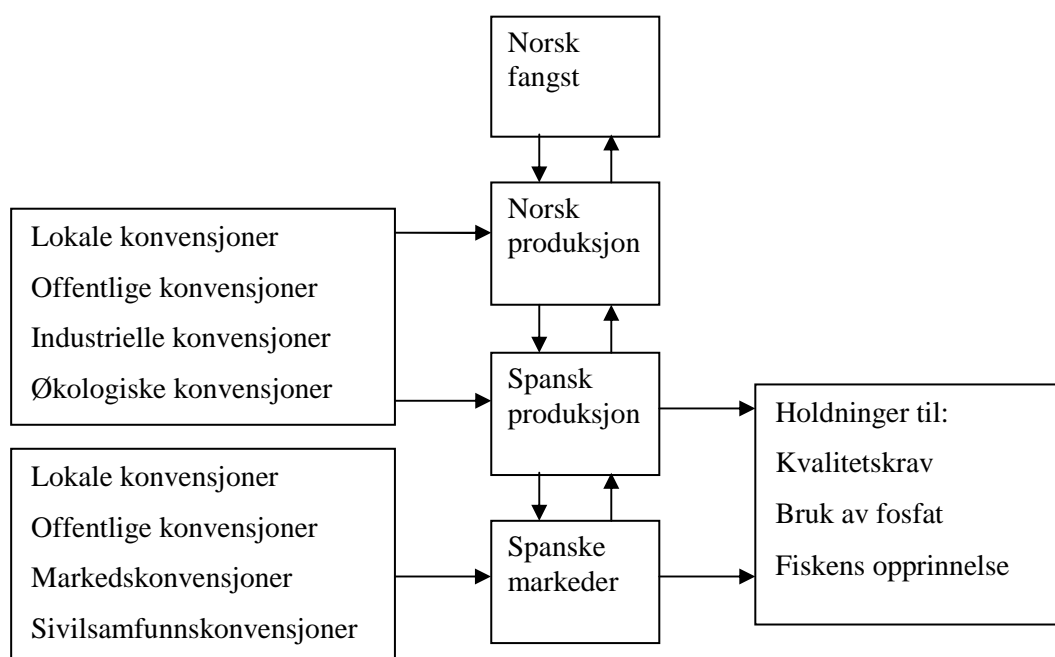 Norsk
fangst
Norsk
produksjon
Lokale konvensjoner
Offentlige konvensjoner
Industrielle konvensjoner
Økologiske konvensjoner
Spansk
produksjon
Holdninger til:
Kvalitetskrav
Bruk av fosfat
Fiskens opprinnelse
Lokale konvensjoner
Offentlige konvensjoner
Markedskonvensjoner
Sivilsamfunnskonvensjoner
Spanske
markeder